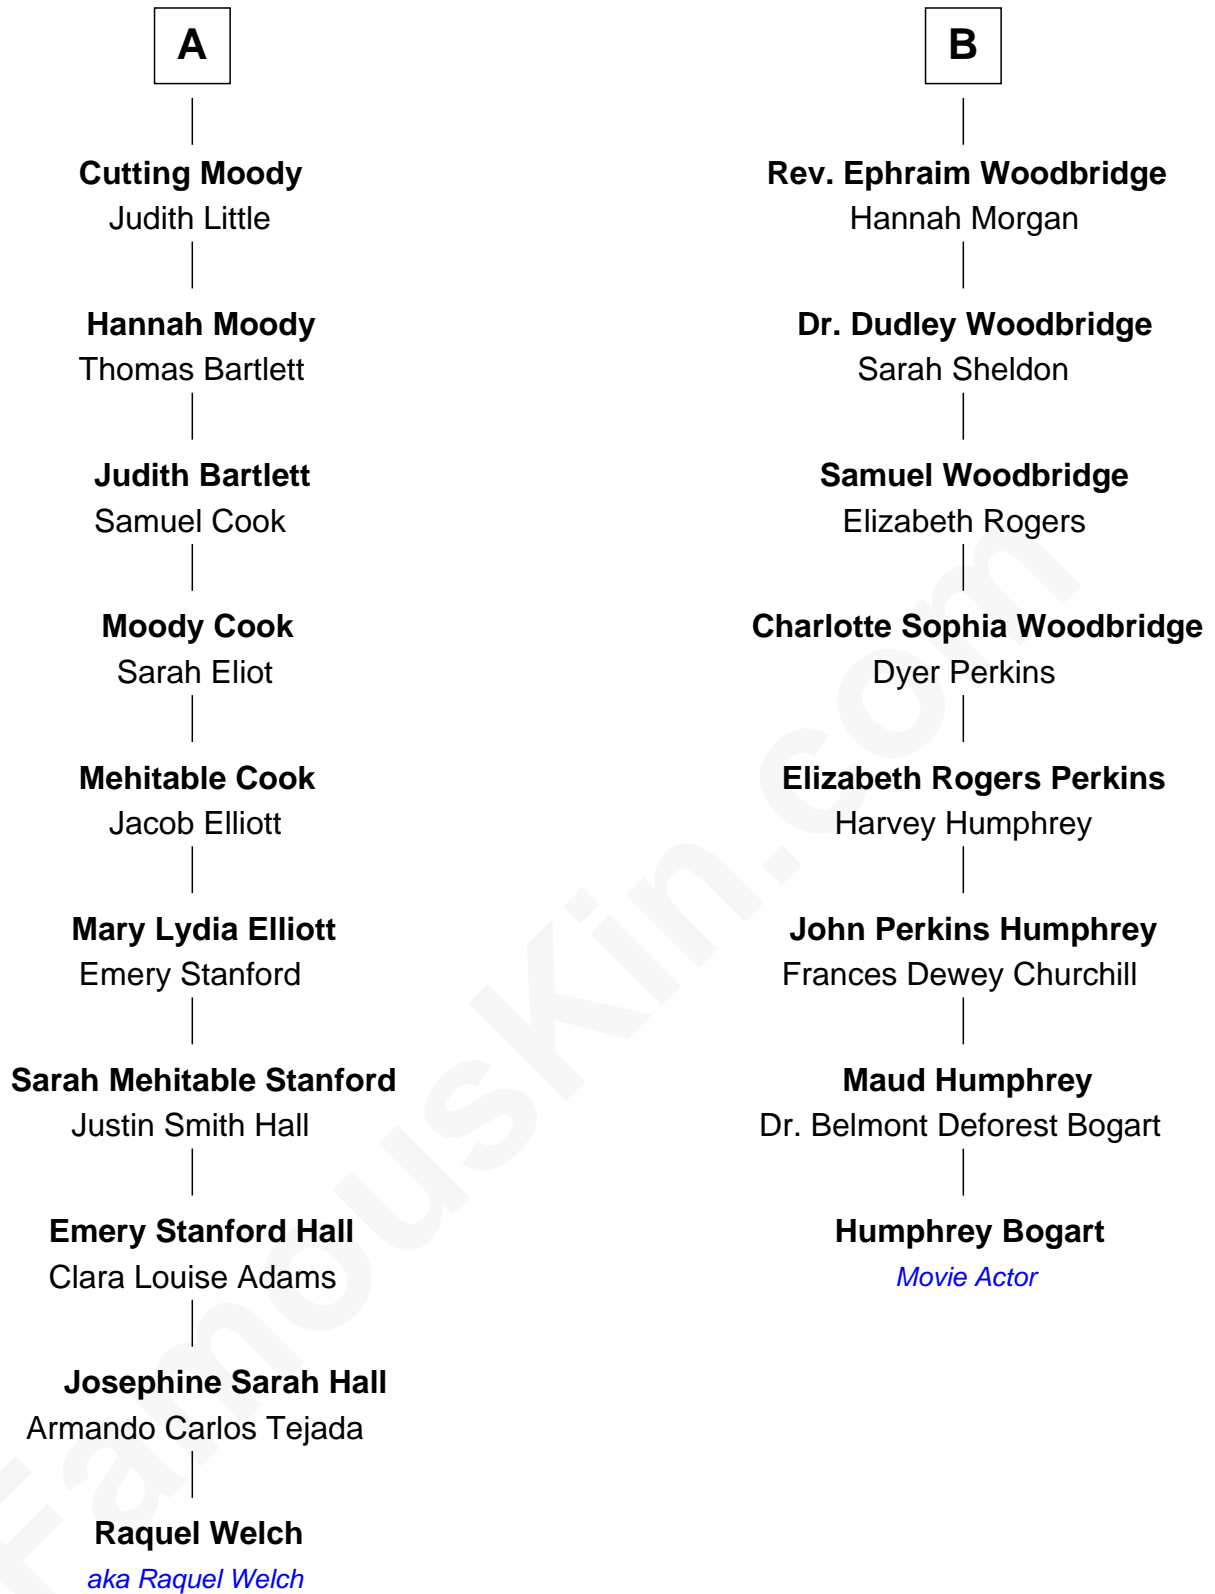 A
Cutting Moody
Judith Little
Hannah Moody
Thomas Bartlett
Judith Bartlett
Samuel Cook
Moody Cook
Sarah Eliot
Mehitable Cook
Jacob Elliott
Mary Lydia Elliott
Emery Stanford
Sarah Mehitable Stanford
Justin Smith Hall
Emery Stanford Hall
Clara Louise Adams
Josephine Sarah Hall
Armando Carlos Tejada
Raquel Welch
aka Raquel Welch
B
Rev. Ephraim Woodbridge
Hannah Morgan
Dr. Dudley Woodbridge
Sarah Sheldon
Samuel Woodbridge
Elizabeth Rogers
Charlotte Sophia Woodbridge
Dyer Perkins
Elizabeth Rogers Perkins
Harvey Humphrey
John Perkins Humphrey
Frances Dewey Churchill
Maud Humphrey
Dr. Belmont Deforest Bogart
Humphrey Bogart
Movie Actor
FamousKin.com